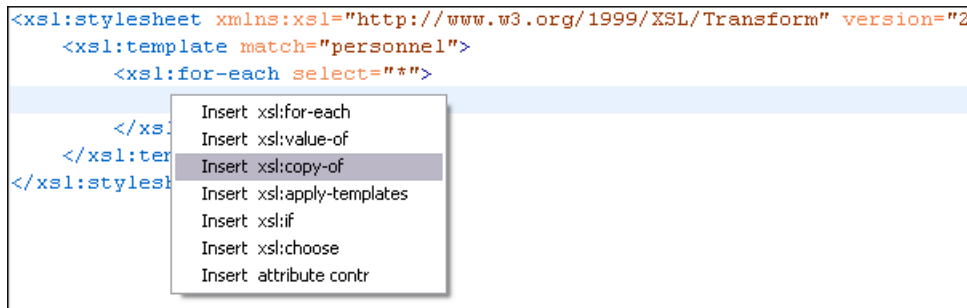 <xsl:stylesheet xmlns:xsl="http://www.w3.org/1999/XSL/Transform" version="2
<xsl:template match="personnel">
<xsl:for-each select="*">
Insert xsl:for-each
</xs
Insert xsl:value-of
</xsl:ter
Insert xsl:copy-of
</xsl:stylesh
Insert xsl:apply-templates
Insert xsl:if
Insert xsl:choose
Insert attribute contr